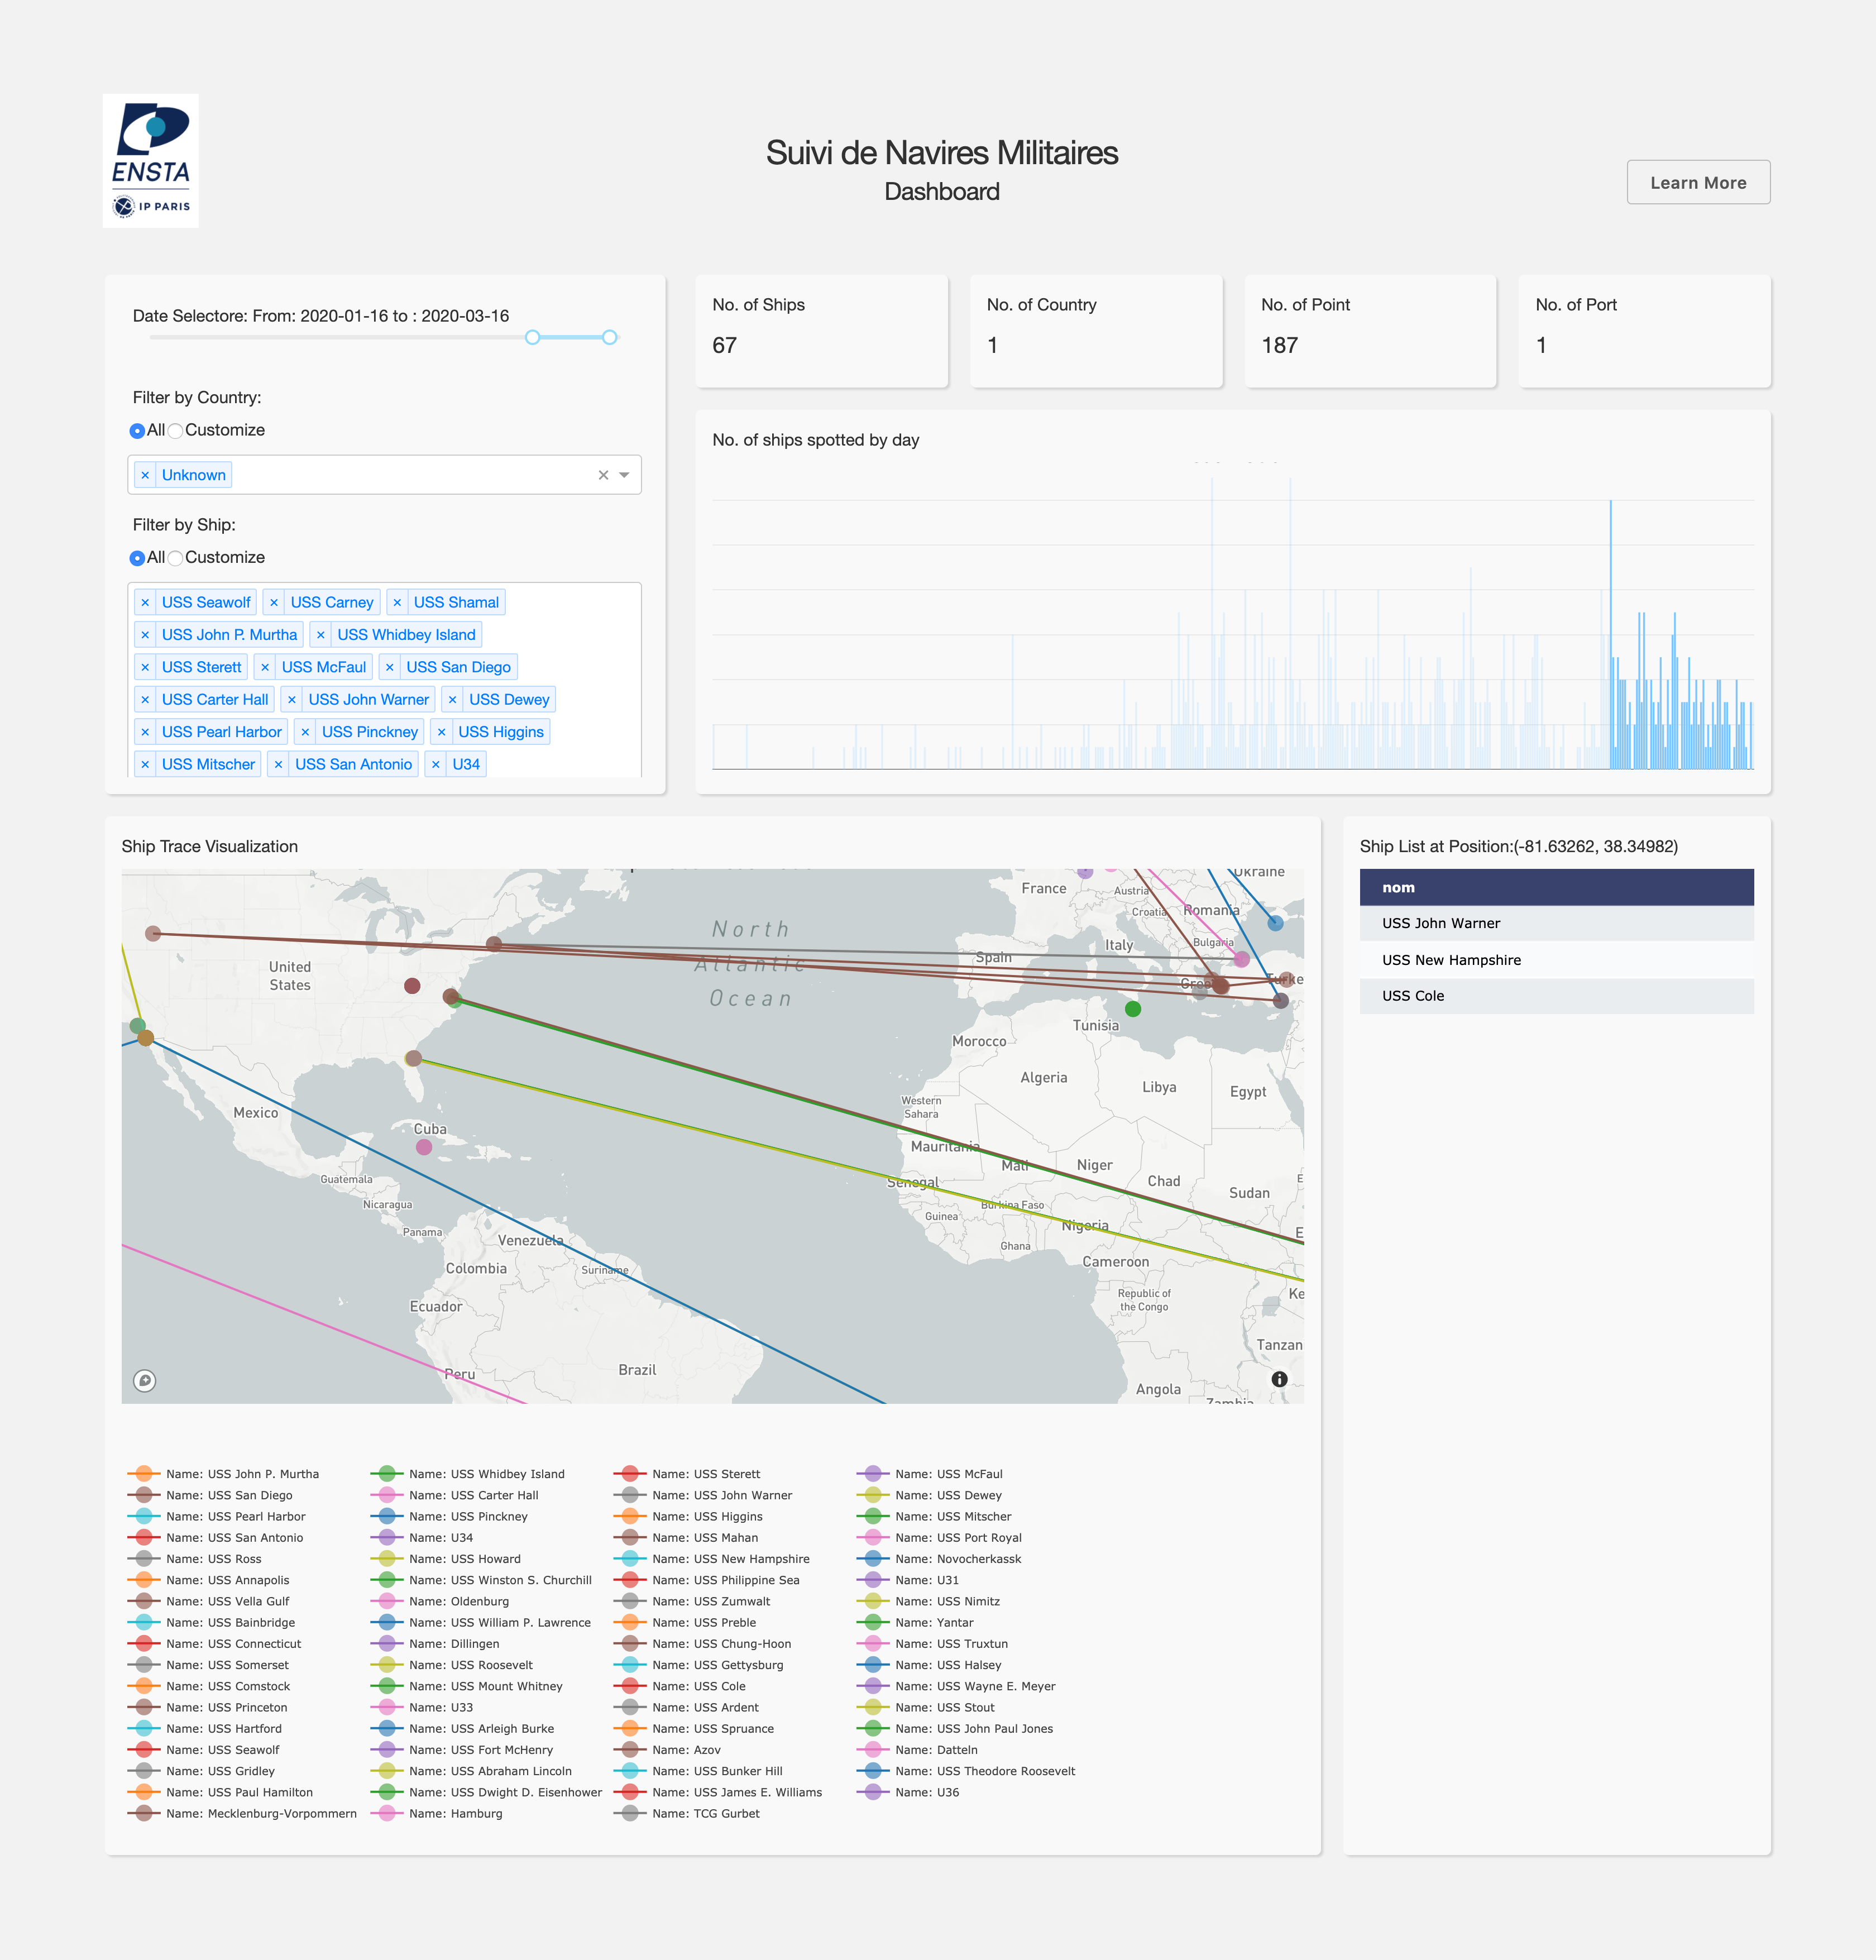 ENSTA
IP PARIS
Suivi de Navires Militaires
Dashboard
Learn More
Date Selectore: From: 2020-01-16 to : 2020-03-16
Filter by Country:
All Customize
× Unknown × 
Filter by Ship:
All Customize
× USS Seawolf × USS Carney × USS Shamal
× USS John P. Murtha × USS Whidbey Island
× USS Sterett × USS McFaul × USS San Diego
× USS Carter Hall × USS John Warner × USS Dewey
× USS Pearl Harbor × USS Pinckney × USS Higgins
× USS Mitscher × USS San Antonio × U34
No. of Ships
67
No. of Country
1
No. of Point
187
No. of Port
1
No. of ships spotted by day
Ship Trace Visualization
Ukraine
France
Austria
Croatia
Romania
North
Italy
Bulgaria
Spain
Atlantic
United
States
Ocean
Tunisia
Morocco
Algeria
Libya
Egypt
Western
Sahara
Mexico
Cuba
Mauritania
Mali
Niger
Chad
Sudan
Guatemala
Senegal
Nicaragua
Burkina Faso
Guinea
Nigeria
Panama
Venezuela
Ghana
Cameroon
Colombia
Suriname
Ecuador
Republic of
the Congo
Tanzan
Peru
Brazil
Angola
Zambia
Ship List at Position:(-81.63262, 38.34982)
nom
USS John Warner
USS New Hampshire
USS Cole
Name: USS John P. Murtha Name: USS Whidbey Island Name: USS Sterett Name: USS McFaul
Name: USS San Diego Name: USS Carter Hall Name: USS John Warner Name: USS Dewey
Name: USS Pearl Harbor Name: USS Pinckney Name: USS Higgins Name: USS Mitscher
Name: USS San Antonio Name: U34 Name: USS Mahan Name: USS Port Royal
Name: USS Ross Name: USS Howard Name: USS New Hampshire Name: Novocherkassk
Name: USS Annapolis Name: USS Winston S. Churchill Name: USS Philippine Sea Name: U31
Name: USS Vella Gulf Name: Oldenburg Name: USS Zumwalt Name: USS Nimitz
Name: USS Bainbridge Name: USS William P. Lawrence Name: USS Preble Name: Yantar
Name: USS Connecticut Name: Dillingen Name: USS Chung-Hoon Name: USS Truxtun
Name: USS Somerset Name: USS Roosevelt Name: USS Gettysburg Name: USS Halsey
Name: USS Comstock Name: USS Mount Whitney Name: USS Cole Name: USS Wayne E. Meyer
Name: USS Princeton Name: U33 Name: USS Ardent Name: USS Stout
Name: USS Hartford Name: USS Arleigh Burke Name: USS Spruance Name: USS John Paul Jones
Name: USS Seawolf Name: USS Fort McHenry Name: Azov Name: Datteln
Name: USS Gridley Name: USS Abraham Lincoln Name: USS Bunker Hill Name: USS Theodore Roosevelt
Name: USS Paul Hamilton Name: USS Dwight D. Eisenhower Name: USS James E. Williams Name: U36
Name: Mecklenburg-Vorpommern Name: Hamburg Name: TCG Gurbet